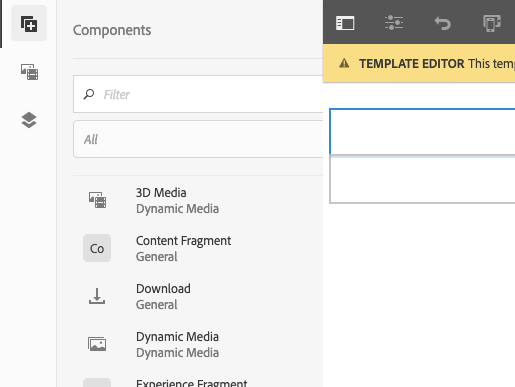 Components
TEMPLATE EDITOR This temp
Filter
All
3D Media
Dynamic Media
Co
Content Fragment
General
Download
General
Dynamic Media
Dynamic Media
Experience Fragment